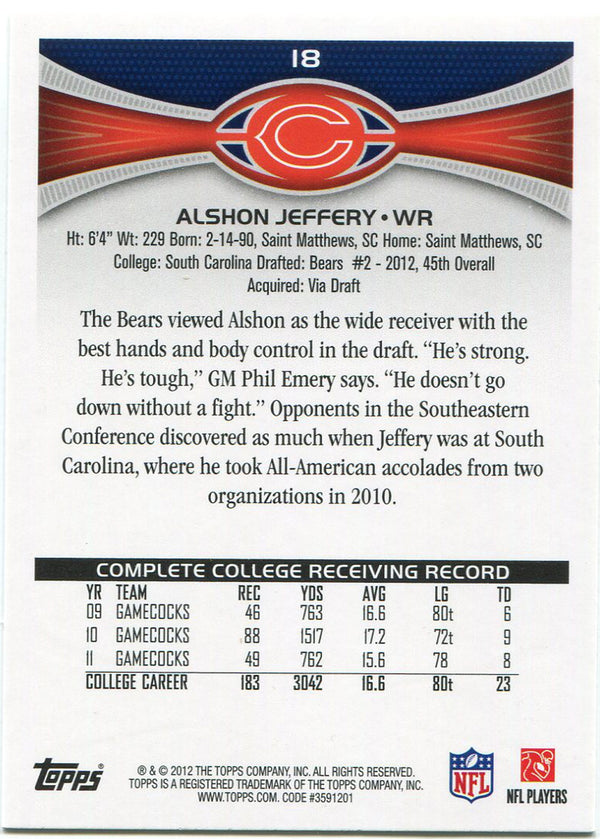 18
ALSHON JEFFERY • WR
Ht: 6'4" Wt: 229 Born: 2-14-90, Saint Matthews, SC Home: Saint Matthews, SC
College: South Carolina Drafted: Bears #2 - 2012, 45th Overall
Acquired: Via Draft
The Bears viewed Alshon as the wide receiver with the
best hands and body control in the draft. “He’s strong.
He’s tough,” GM Phil Emery says. “He doesn’t go
down without a fight.” Opponents in the Southeastern
Conference discovered as much when Jeffery was at South
Carolina, where he took All-American accolades from two
organizations in 2010.
COMPLETE COLLEGE RECEIVING RECORD
YR TEAM REC YDS AVG LG TD
09 GAMECOCKS 46 763 16.6 80t 6
10 GAMECOCKS 88 1517 17.2 72t 9
11 GAMECOCKS 49 762 15.6 78 8
COLLEGE CAREER 183 3042 16.6 80t 23
TOPPS®
® & © 2012 THE TOPPS COMPANY, INC. ALL RIGHTS RESERVED.
TOPPS IS A REGISTERED TRADEMARK OF THE TOPPS COMPANY, INC.
WWW.TOPPS.COM. CODE #3591201
NFL
NFL PLAYERS